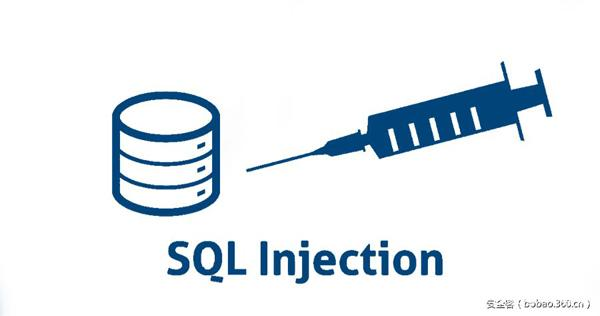 SQL Injection
安全客（bobao.360.cn）